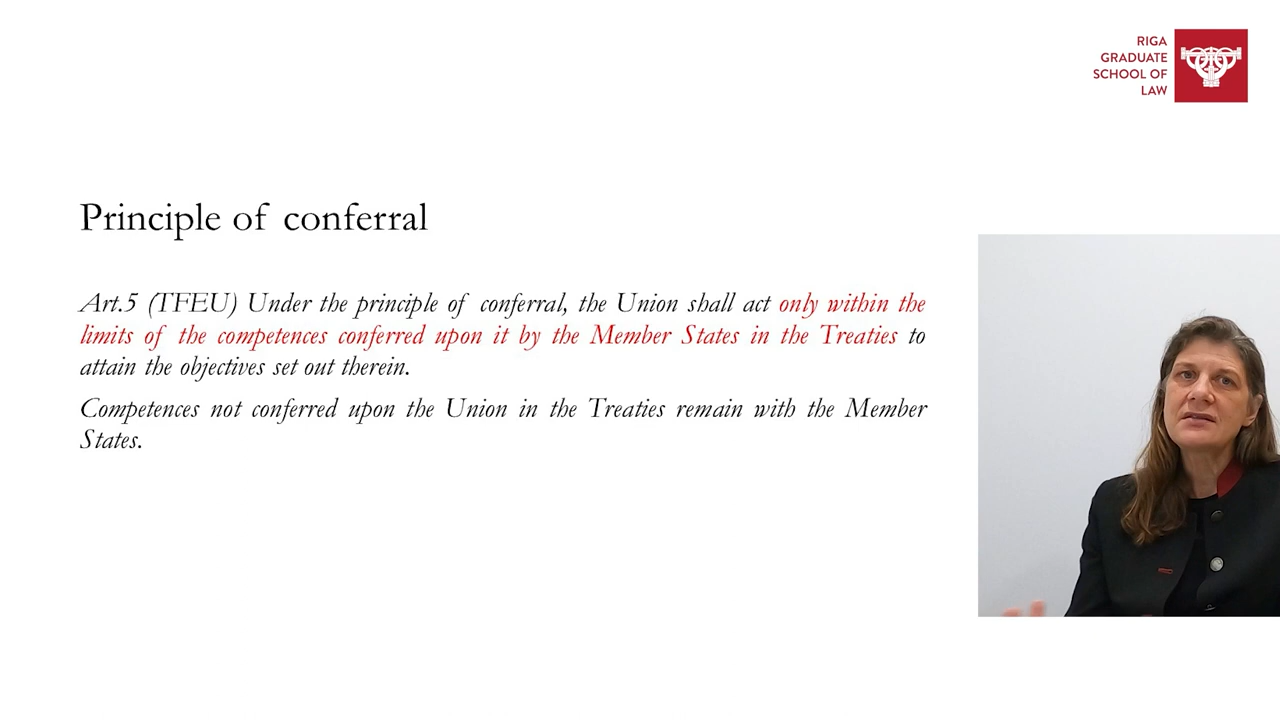 RIGA
GRADUATE
SCHOOL OF
LAW
Principle of conferral
Art.5 (TFEU) Under the principle of conferral, the Union shall act only within the
limits of the competences conferred upon it by the Member States in the Treaties to
attain the objectives set out therein.
Competences not conferred upon the Union in the Treaties remain with the Member
States.